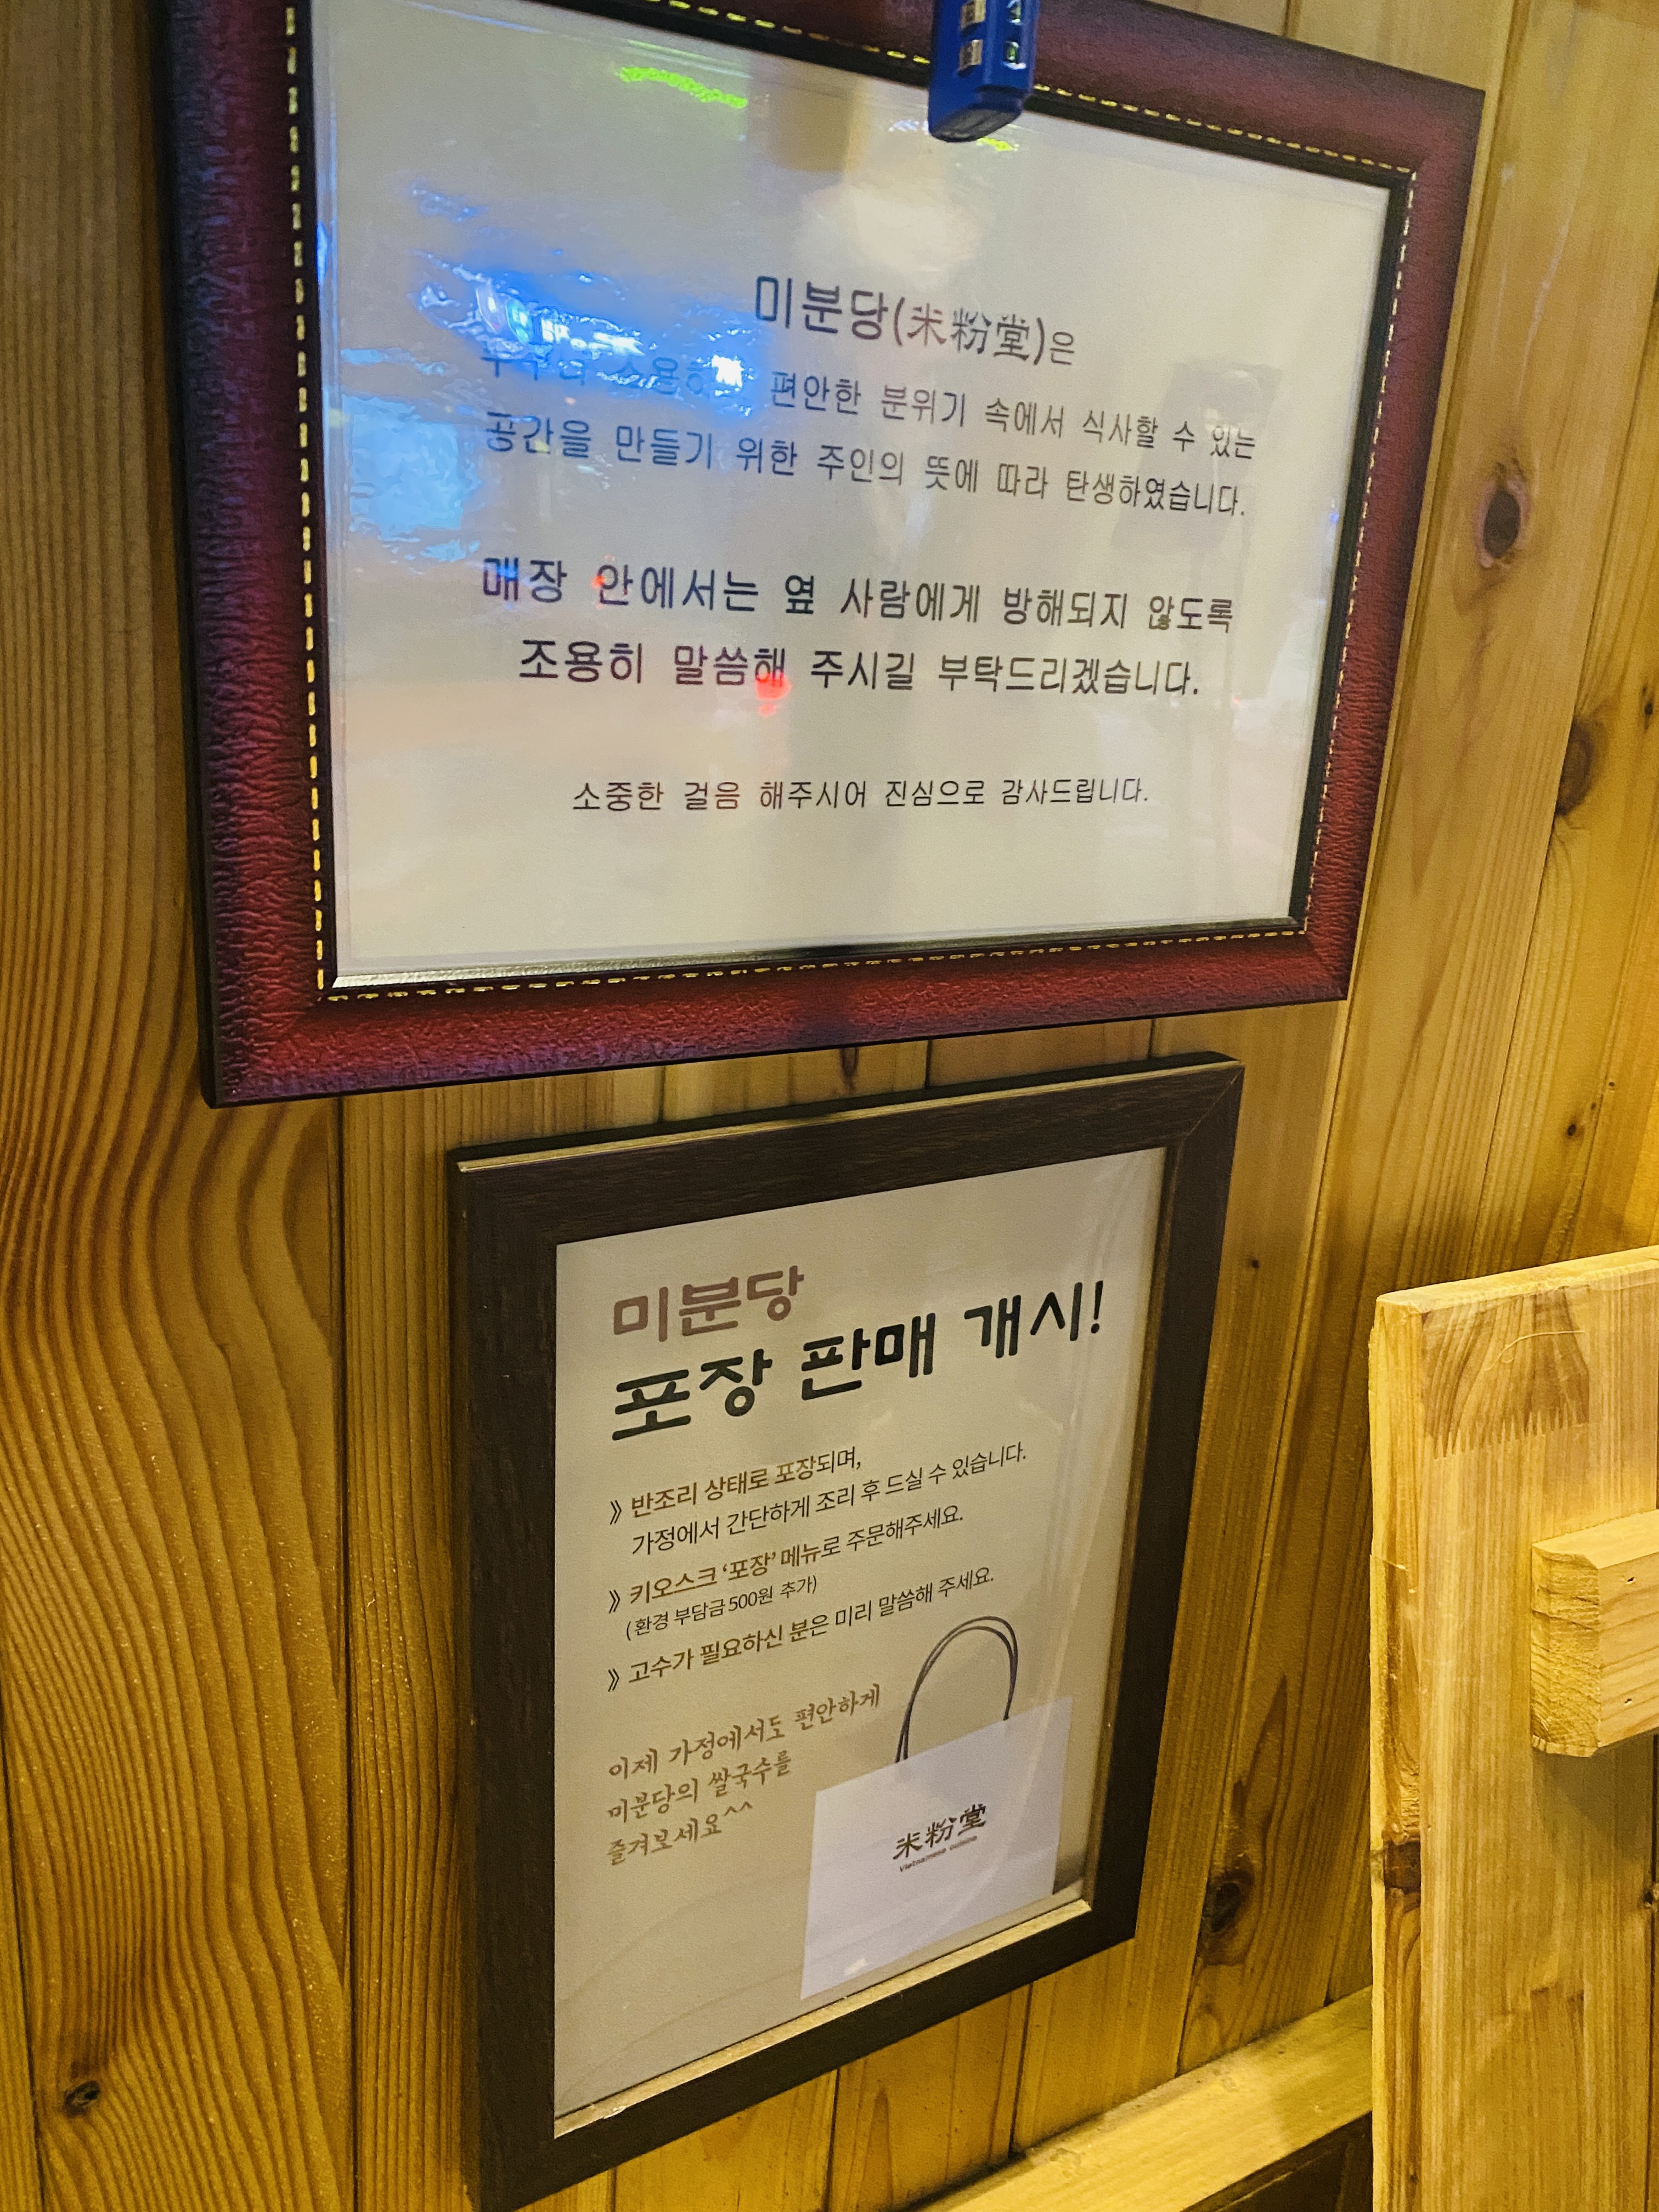 미분당(米粉堂)은
편안한 분위기 속에서 식사할 수 있는
공간을 만들기 위한 주인의 뜻에 따라 탄생하였습니다.
매장 안에서는 옆 사람에게 방해되지 않도록
조용히 말씀해 주시길 부탁드리겠습니다.
소중한 걸음 해주시어 진심으로 감사드립니다.
미분당
포장 판매 개시!
》 반조리 상태로 포장되며,
가정에서 간단하게 조리 후 드실 수 있습니다.
》 키오스크 ‘포장’ 메뉴로 주문해주세요.
(환경 부담금 500원 추가)
》 고수가 필요하신 분은 미리 말씀해 주세요.
이제 가정에서도 편안하게
미분당의 쌀국수를
즐겨보세요^^
米粉堂
Vietnamese cuisine